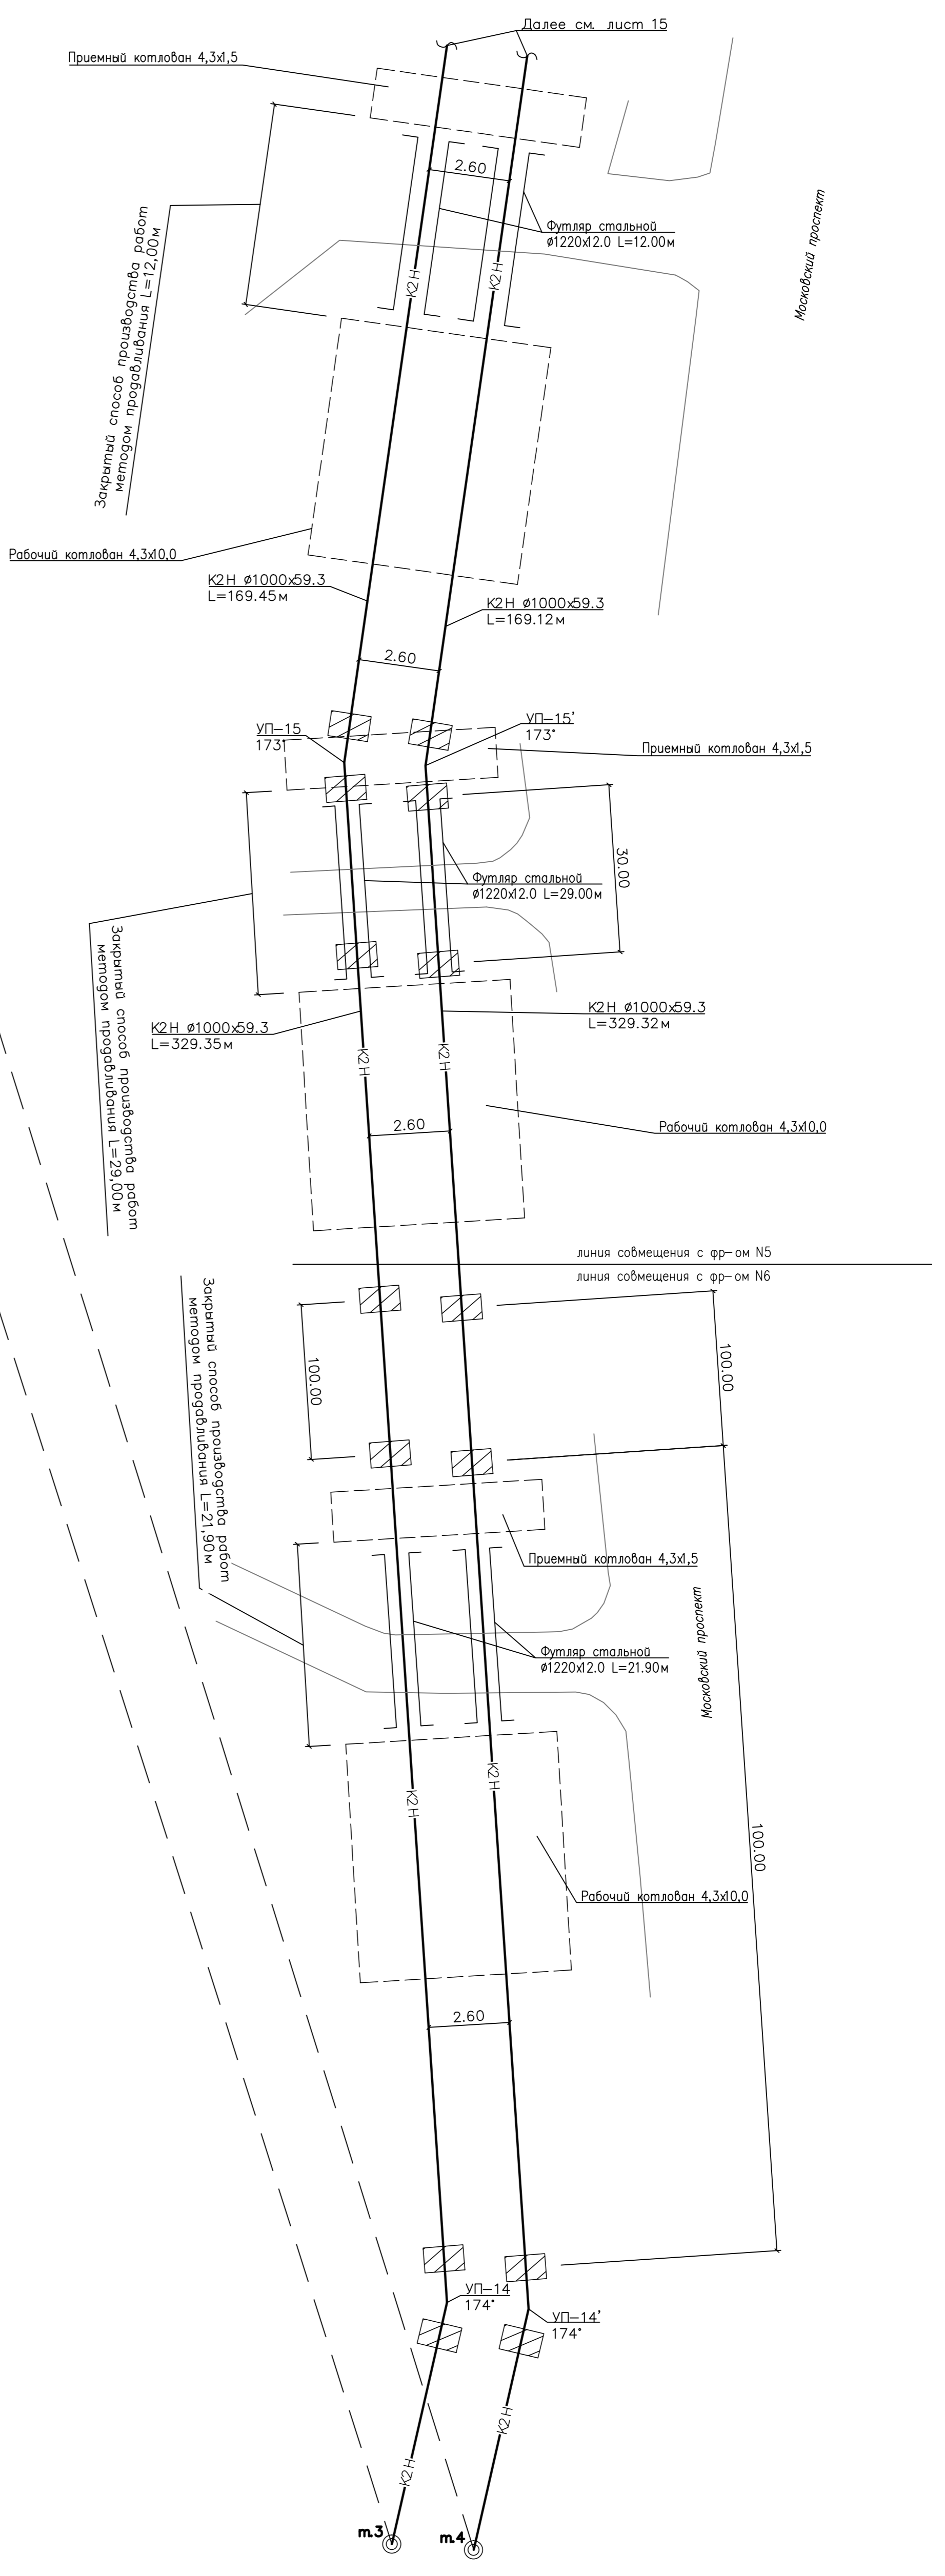 Далее см. лист 15
Приемный котлован 4,3х1,5
2.60
Футляр стальной
ø1220х12.0 L=12.00м
Московский проспект
К2Н
К2Н
Закрытый способ производства работ
методом продавливания L=12,00м
Рабочий котлован 4,3х10,0
К2Н ø1000х59.3
L=169.45м
К2Н ø1000х59.3
L=169.12м
2.60
УП-15
173°
УП-15'
173°
Приемный котлован 4,3х1,5
30.00
Футляр стальной
ø1220х12.0 L=29.00м
Закрытый способ производства работ
методом продавливания L=29,00м
К2Н ø1000х59.3
L=329.35м
К2Н ø1000х59.3
L=329.32м
К2Н
К2Н
2.60
Рабочий котлован 4,3х10,0
линия совмещения с фр-ом N5
линия совмещения с фр-ом N6
Закрытый способ производства работ
методом продавливания L=21,90м
100.00
100.00
Приемный котлован 4,3х1,5
Футляр стальной
ø1220х12.0 L=21.90м
Московский проспект
К2Н
К2Н
100.00
Рабочий котлован 4,3х10,0
2.60
УП-14
174°
УП-14'
174°
К2Н
К2Н
т.3
т.4